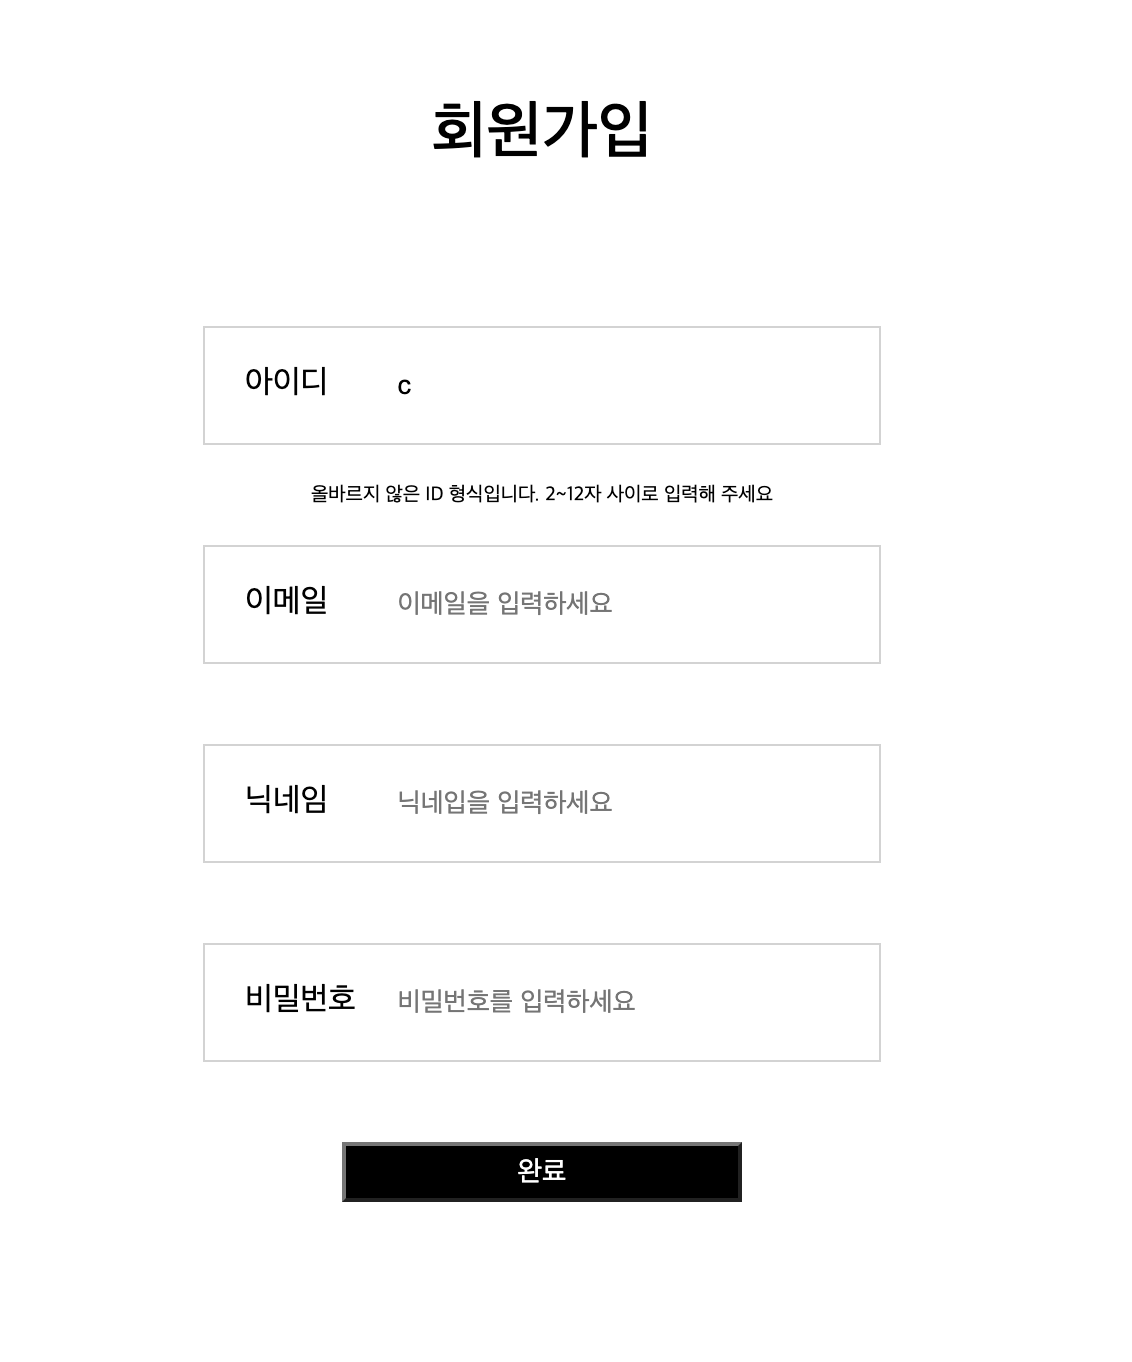 회원가입
아이디 c
올바르지 않은 ID 형식입니다. 2~12자 사이로 입력해 주세요
이메일 이메일을 입력하세요
닉네임 닉네입을 입력하세요
비밀번호 비밀번호를 입력하세요
완료